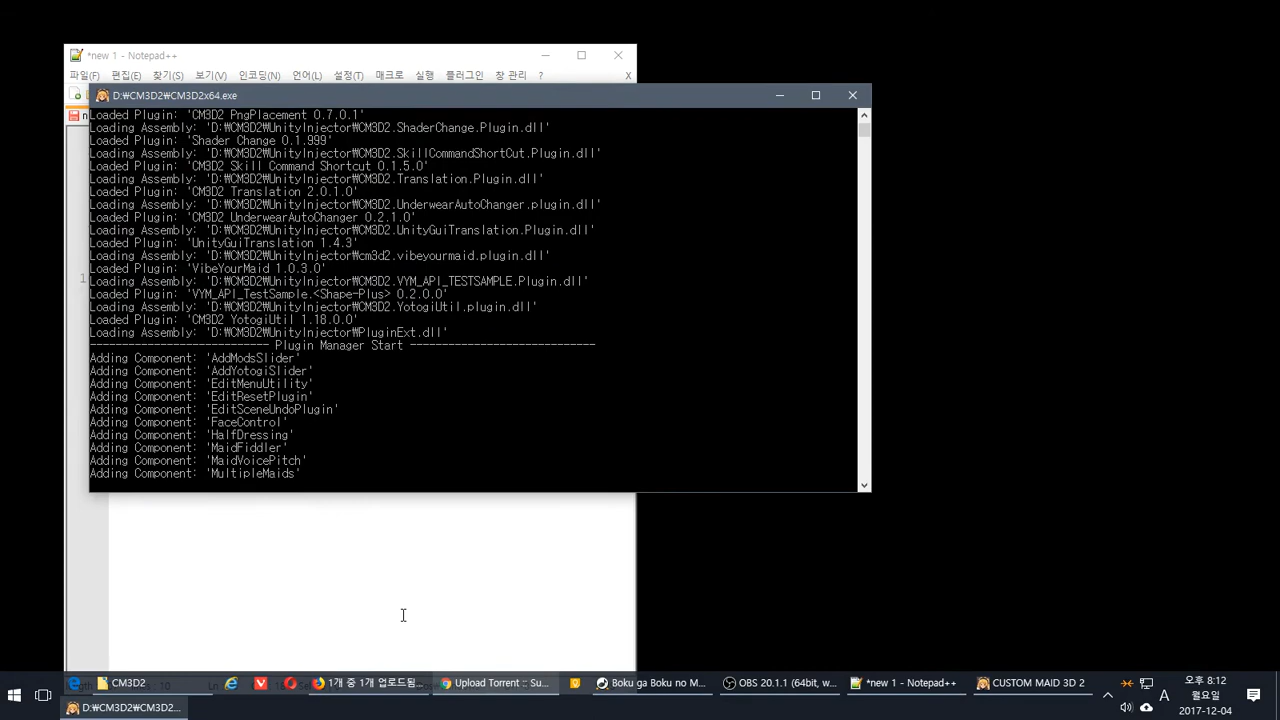 *new 1 - Notepad++
파일(F) 편집(E) 찾기(S) 보기(V) 인코딩(N) 언어(L) 설정(T) 매크로 실행 플러그인 창 관리 ? X
D:₩CM3D2₩CM3D2x64.exe
Loaded Plugin: 'CM3D2 PngPlacement 0.7.0.1'
Loading Assembly: 'D:₩CM3D2₩UnityInjector₩CM3D2.ShaderChange.Plugin.dll'
Loaded Plugin: 'Shader Change 0.1.999'
Loading Assembly: 'D:₩CM3D2₩UnityInjector₩CM3D2.SkillCommandShortCut.Plugin.dll'
Loaded Plugin: 'CM3D2 Skill Command Shortcut 0.1.5.0'
Loading Assembly: 'D:₩CM3D2₩UnityInjector₩CM3D2.Translation.Plugin.dll'
Loaded Plugin: 'CM3D2 Translation 2.0.1.0'
Loading Assembly: 'D:₩CM3D2₩UnityInjector₩CM3D2.UnderwearAutoChanger.plugin.dll'
Loaded Plugin: 'CM3D2 UnderwearAutoChanger 0.2.1.0'
Loading Assembly: 'D:₩CM3D2₩UnityInjector₩CM3D2.UnityGuiTranslation.Plugin.dll'
Loaded Plugin: 'UnityGuiTranslation 1.4.3'
Loading Assembly: 'D:₩CM3D2₩UnityInjector₩cm3d2.vibeyourmaid.plugin.dll'
Loaded Plugin: 'VibeYourMaid 1.0.3.0'
Loading Assembly: 'D:₩CM3D2₩UnityInjector₩CM3D2.VYM_API_TESTSAMPLE.Plugin.dll'
Loaded Plugin: 'VYM_API_TestSample.<Shape-Plus> 0.2.0.0'
Loading Assembly: 'D:₩CM3D2₩UnityInjector₩CM3D2.YotogiUtil.plugin.dll'
Loaded Plugin: 'CM3D2 YotogiUtil 1.18.0.0'
Loading Assembly: 'D:₩CM3D2₩UnityInjector₩PluginExt.dll'
---------------------------- Plugin Manager Start -----------------------------
Adding Component: 'AddModsSlider'
Adding Component: 'AddYotogiSlider'
Adding Component: 'EditMenuUtility'
Adding Component: 'EditResetPlugin'
Adding Component: 'EditSceneUndoPlugin'
Adding Component: 'FaceControl'
Adding Component: 'HalfDressing'
Adding Component: 'MaidFiddler'
Adding Component: 'MaidVoicePitch'
Adding Component: 'MultipleMaids'
1
CM3D2 1개 중 1개 업로드됨 Upload Torrent :: Su... Boku ga Boku no M... OBS 20.1.1 (64bit, w... *new 1 - Notepad++ CUSTOM MAID 3D 2 A 오후 8:12
월요일
D:₩CM3D2₩CM3D2... 2017-12-04